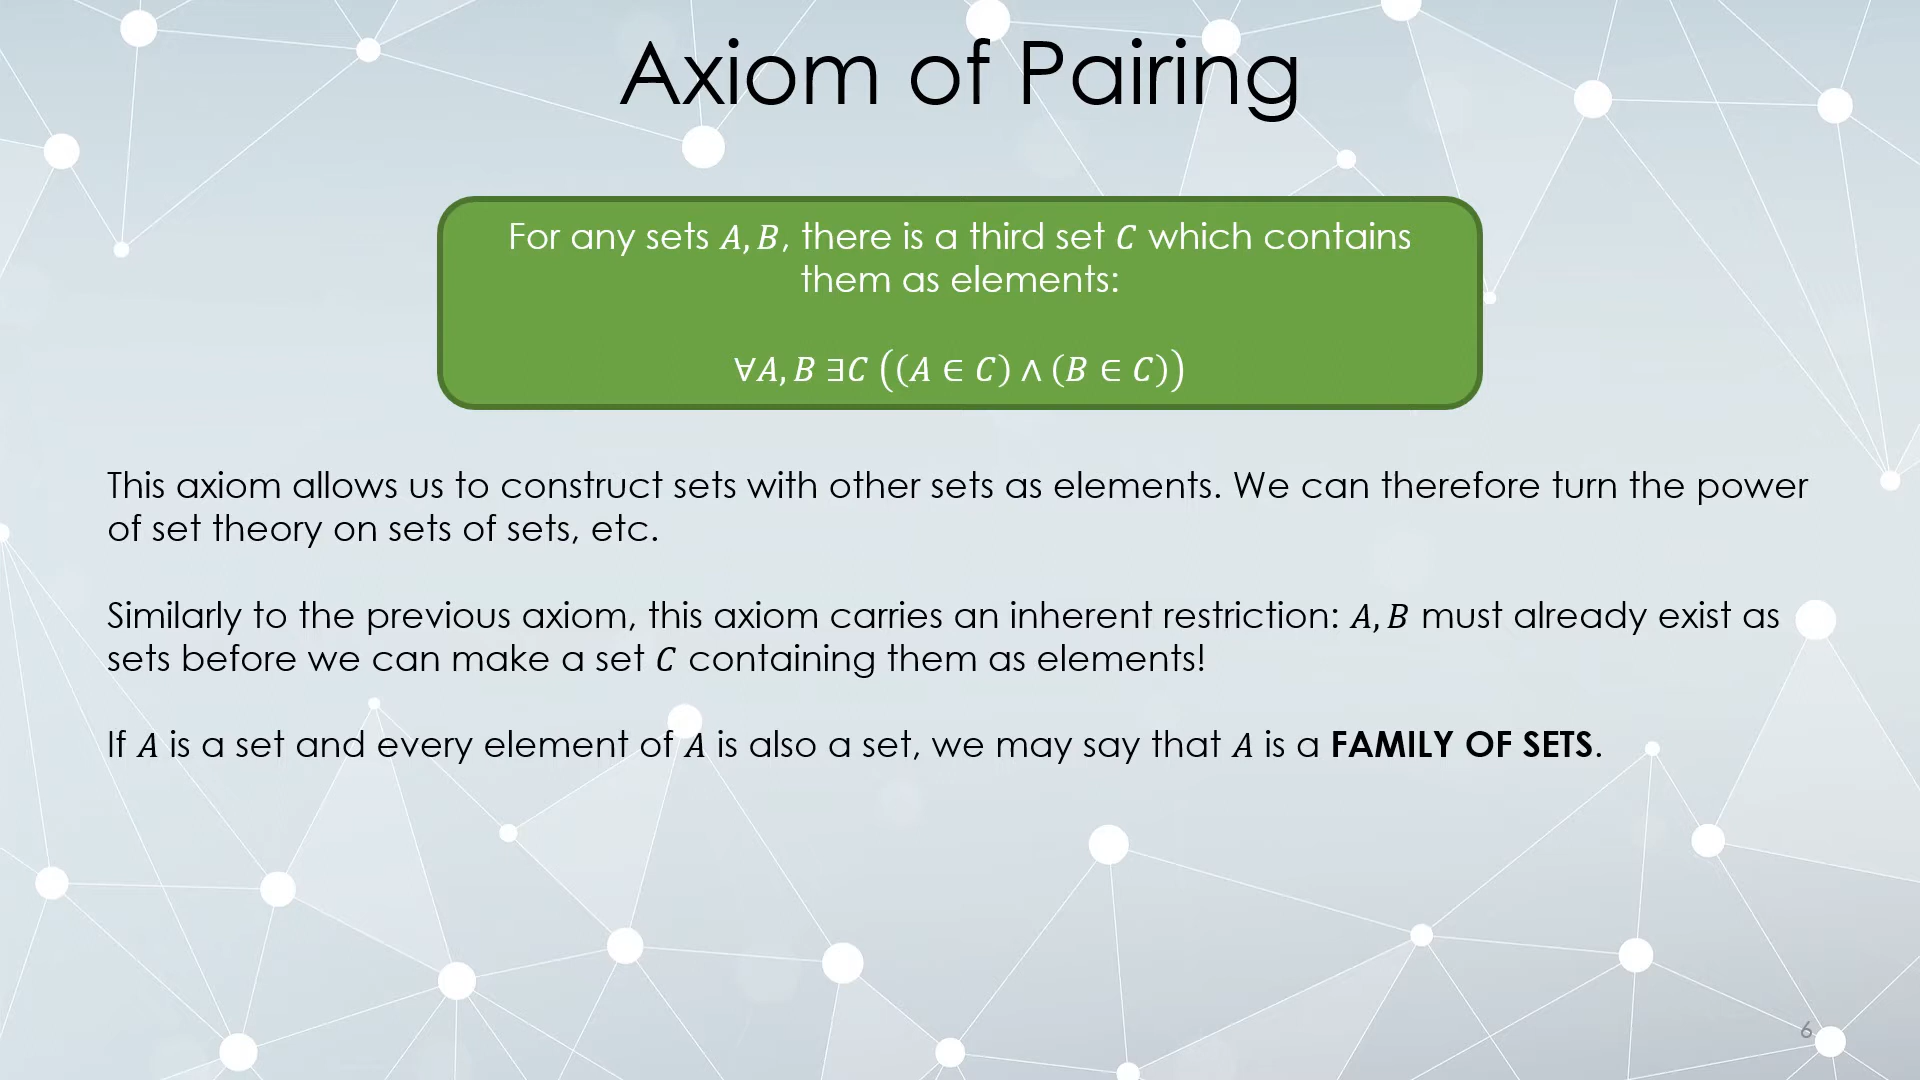 Axiom of Pairing
For any sets 𝐴, 𝐵, there is a third set 𝐶 which contains
them as elements:
∀𝐴, 𝐵 ∃𝐶 ((𝐴 ∈ 𝐶) ∧ (𝐵 ∈ 𝐶))
This axiom allows us to construct sets with other sets as elements. We can therefore turn the power
of set theory on sets of sets, etc.
Similarly to the previous axiom, this axiom carries an inherent restriction: 𝐴, 𝐵 must already exist as
sets before we can make a set 𝐶 containing them as elements!
If 𝐴 is a set and every element of 𝐴 is also a set, we may say that 𝐴 is a FAMILY OF SETS.
6